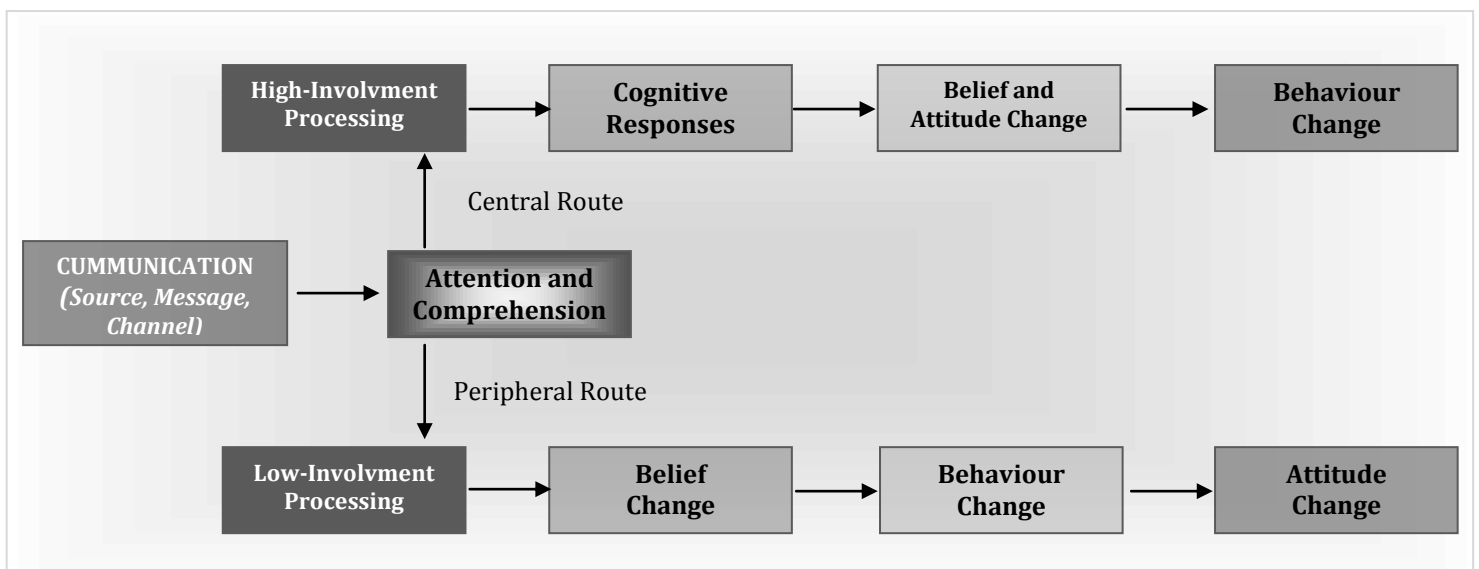 High-Involvment
Processing
Cognitive
Responses
Belief and
Attitude Change
Behaviour
Change
Central Route
CUMMUNICATION
(Source, Message,
Channel)
Attention and
Comprehension
Peripheral Route
Low-Involvment
Processing
Belief
Change
Behaviour
Change
Attitude
Change